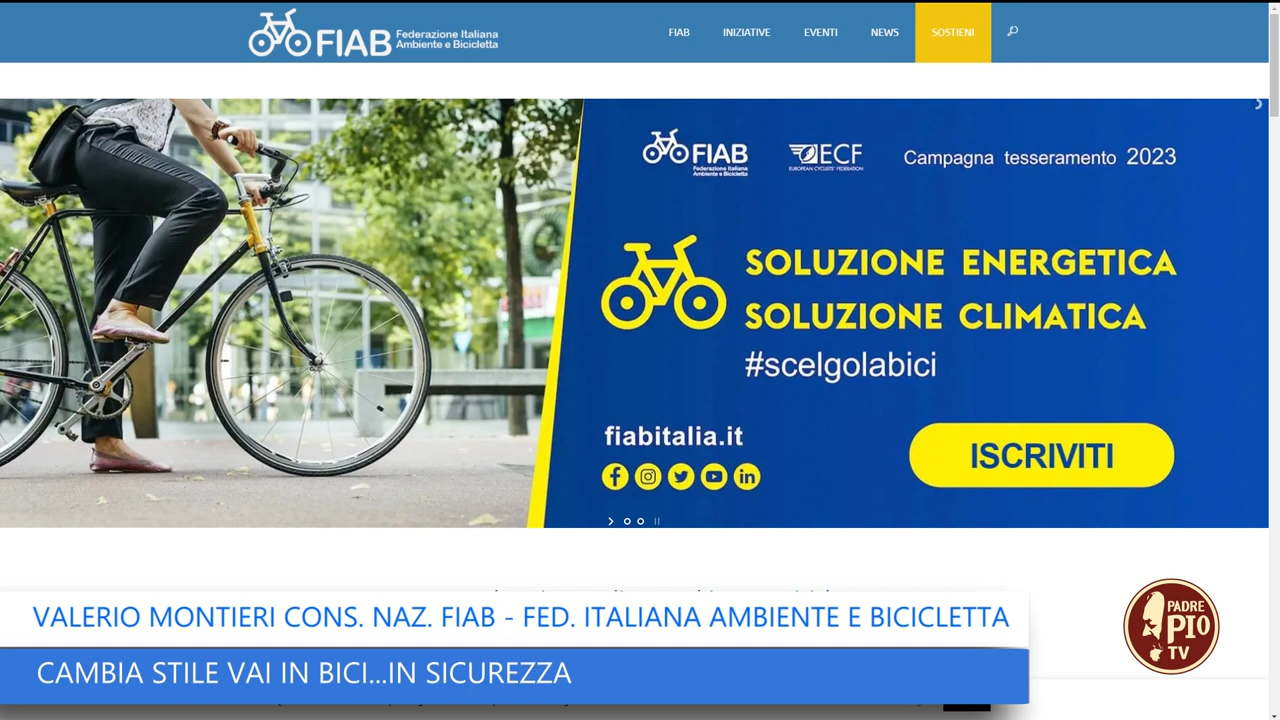 FIAB Federazione Italiana
Ambiente e Bicicletta
FIAB INIZIATIVE EVENTI NEWS SOSTIENI
FIAB
Federazione Italiana
Ambiente e Bicicletta
ECF
EUROPEAN CYCLISTS' FEDERATION
Campagna tesseramento 2023
SOLUZIONE ENERGETICA
SOLUZIONE CLIMATICA
#scelgolabici
fiabitalia.it
ISCRIVITI
VALERIO MONTIERI CONS. NAZ. FIAB - FED. ITALIANA AMBIENTE E BICICLETTA
CAMBIA STILE VAI IN BICI...IN SICUREZZA
PADRE
PIO
TV